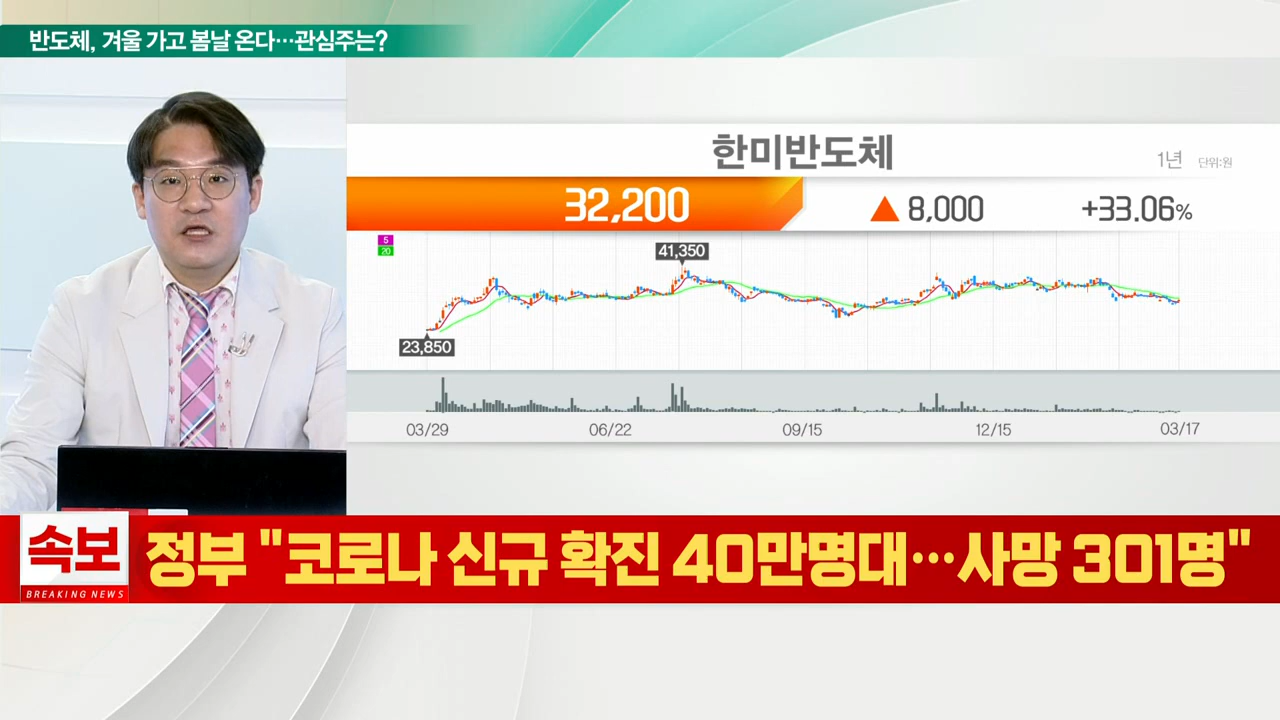 반도체, 겨울 가고 봄날 온다…관심주는?
한미반도체
1년 단위:원
32,200 ▲ 8,000 +33.06%
5
20
41,350
23,850
03/29 06/22 09/15 12/15 03/17
속보
BREAKING NEWS
정부 "코로나 신규 확진 40만명대…사망 301명"